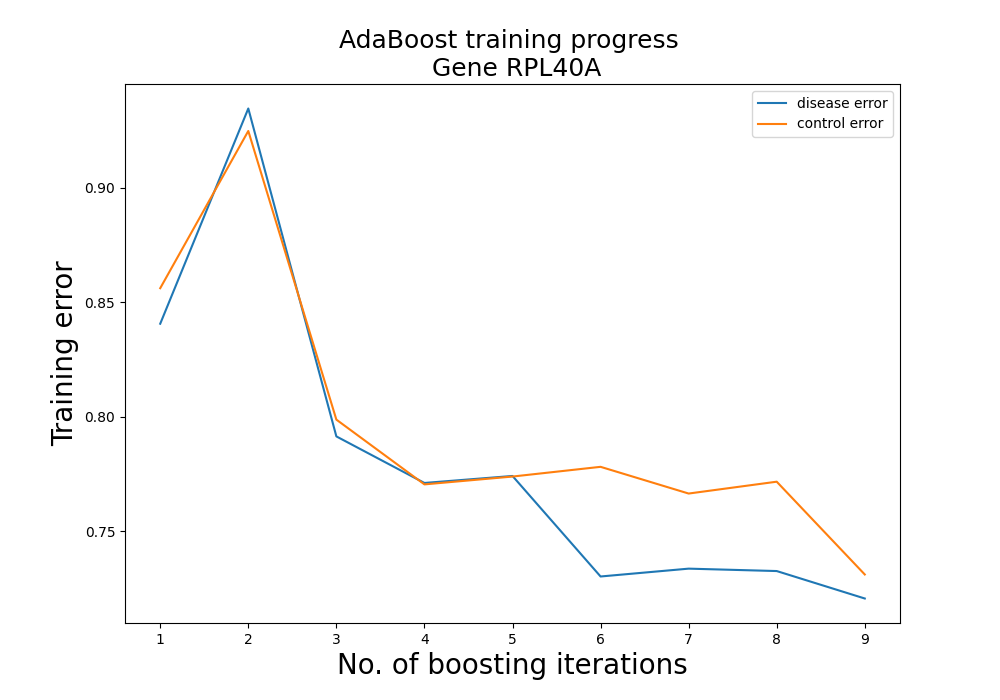 AdaBoost training progress
Gene RPL40A
disease error
control error
Training error
0.90
0.85
0.80
0.75
1 2 3 4 5 6 7 8 9
No. of boosting iterations